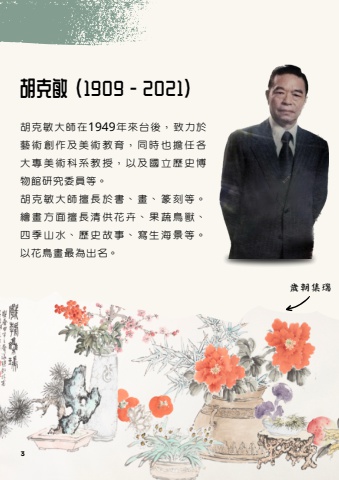 胡克敏 (1909 - 2021)
胡克敏大師在1949年來台後，致力於
藝術創作及美術教育，同時也擔任各
大專美術科系教授，以及國立歷史博
物館研究委員等。
胡克敏大師擅長於書、畫、篆刻等。
繪畫方面擅長清供花卉、果蔬鳥獸、
四季山水、歷史故事、寫生海景等。
以花鳥畫最為出名。
歲朝集瑞
3